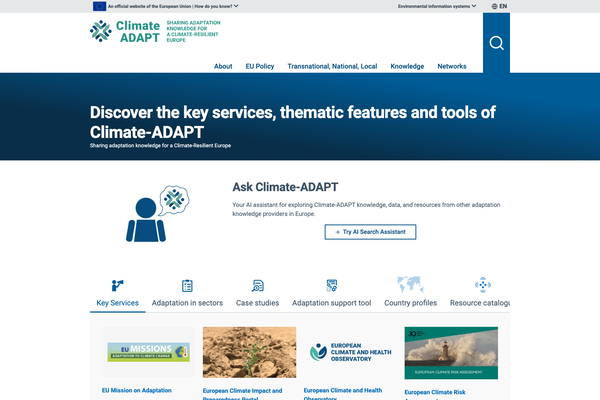 An official website of the European Union | How do you know?
Environmental information systems
EN
Climate
ADAPT
SHARING ADAPTATION
KNOWLEDGE FOR
A CLIMATE-RESILIENT
EUROPE
About
EU Policy
Transnational, National, Local
Knowledge
Networks
Discover the key services, thematic features and tools of
Climate-ADAPT
Sharing adaptation knowledge for a Climate-Resilient Europe
Ask Climate-ADAPT
Your AI assistant for exploring Climate-ADAPT knowledge, data, and resources from other adaptation
knowledge providers in Europe.
Try AI Search Assistant
Key Services
Adaptation in sectors
Case studies
Adaptation support tool
Country profiles
Resource catalogu
EU MISSIONS
ADAPTATION TO CLIMATE CHANGE
EUROPEAN
CLIMATE AND HEALTH
OBSERVATORY
EUROPEAN CLIMATE RISK ASSESSMENT
EU Mission on Adaptation
European Climate Impact and
Preparedness Portal
European Climate and Health
Observatory
European Climate Risk